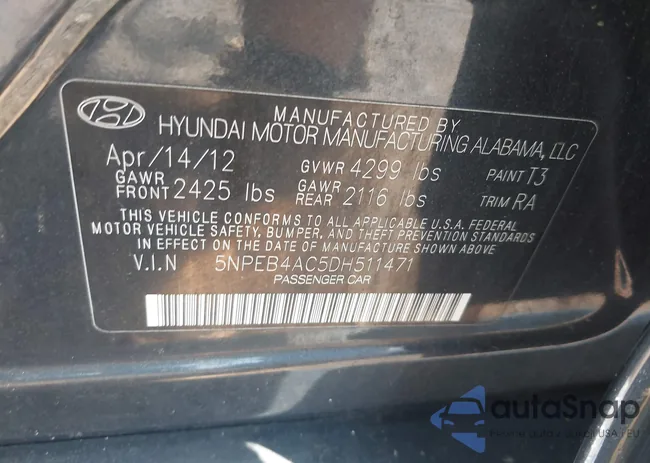 MANUFACTURED BY
HYUNDAI MOTOR MANUFACTURING ALABAMA, LLC
Apr/14/12 GVWR 4299 lbs PAINT T3
GAWR FRONT 2425 lbs GAWR REAR 2116 lbs TRIM RA
THIS VEHICLE CONFORMS TO ALL APPLICABLE U.S.A. FEDERAL
MOTOR VEHICLE SAFETY, BUMPER, AND THEFT PREVENTION STANDARDS
IN EFFECT ON THE DATE OF MANUFACTURE SHOWN ABOVE.
V.I.N 5NPEB4AC5DH511471
PASSENGER CAR
autoSnap
USA / EU